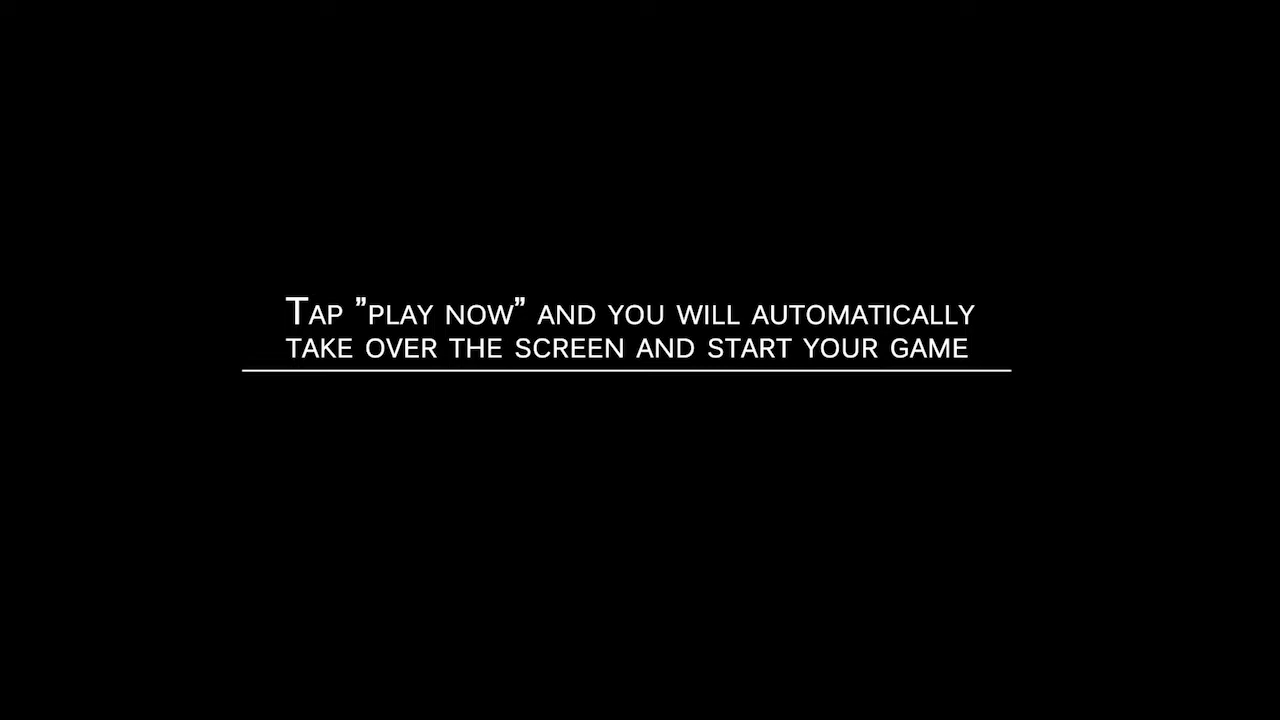 Tap ”play now” and you will automatically
take over the screen and start your game